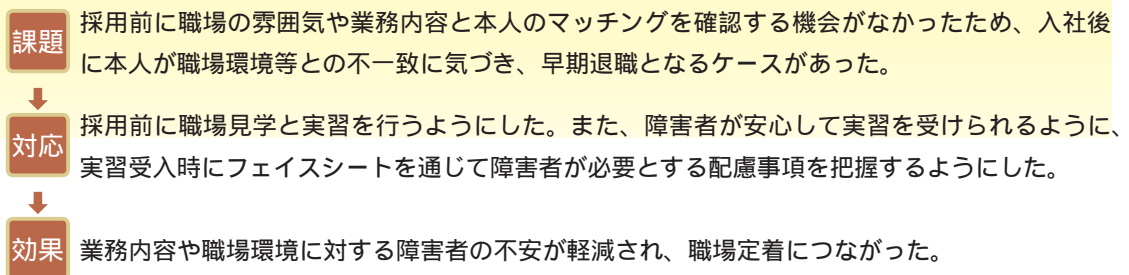 課題
採用前に職場の雰囲気や業務内容と本人のマッチングを確認する機会がなかったため、入社後
に本人が職場環境等との不一致に気づき、早期退職となるケースがあった。
対応
採用前に職場見学と実習を行うようにした。また、障害者が安心して実習を受けられるように、
実習受入時にフェイスシートを通じて障害者が必要とする配慮事項を把握するようにした。
効果
業務内容や職場環境に対する障害者の不安が軽減され、職場定着につながった。